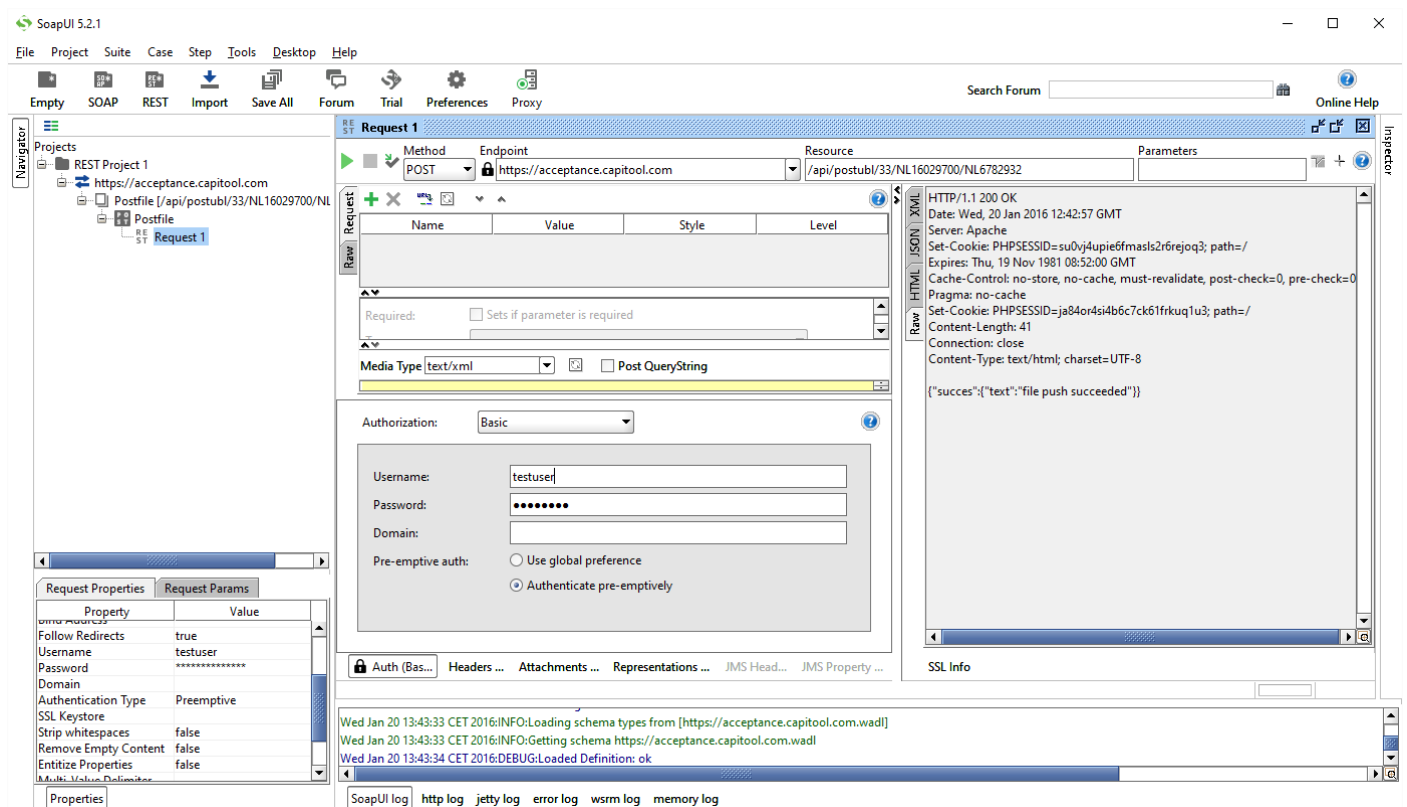 SoapUI 5.2.1
File Project Suite Case Step Tools Desktop Help
Empty SOAP REST Import Save All Forum Trial Preferences Proxy
Search Forum
Online Help
Navigator
Projects
REST Project 1
https://acceptance.capitool.com
Postfile [/api/postubl/33/NL16029700/NL
Postfile
REST Request 1
Request Properties Request Params
Property Value
Bind Address
Follow Redirects true
Username testuser
Password **************
Domain
Authentication Type Preemptive
SSL Keystore
Strip whitespaces false
Remove Empty Content false
Entitize Properties false
Multi-Value Delimiter
Properties
REST Request 1
Method Endpoint Resource Parameters
POST https://acceptance.capitool.com /api/postubl/33/NL16029700/NL6782932
Request
Raw
Name Value Style Level
Required: Sets if parameter is required
Media Type text/xml Post QueryString
Authorization: Basic
Username: testuser
Password: ••••••••
Domain:
Pre-emptive auth: Use global preference
Authenticate pre-emptively
Auth (Bas... Headers ... Attachments ... Representations ... JMS Head... JMS Property ...
XML
JSON
HTML
Raw
HTTP/1.1 200 OK
Date: Wed, 20 Jan 2016 12:42:57 GMT
Server: Apache
Set-Cookie: PHPSESSID=su0vj4upie6fmasls2r6rejoq3; path=/
Expires: Thu, 19 Nov 1981 08:52:00 GMT
Cache-Control: no-store, no-cache, must-revalidate, post-check=0, pre-check=0
Pragma: no-cache
Set-Cookie: PHPSESSID=ja84or4si4b6c7ck61frkuq1u3; path=/
Content-Length: 41
Connection: close
Content-Type: text/html; charset=UTF-8
{"succes":{"text":"file push succeeded"}}
SSL Info
Inspector
Wed Jan 20 13:43:33 CET 2016:INFO:Loading schema types from [https://acceptance.capitool.com.wadl]
Wed Jan 20 13:43:33 CET 2016:INFO:Getting schema https://acceptance.capitool.com.wadl
Wed Jan 20 13:43:34 CET 2016:DEBUG:Loaded Definition: ok
SoapUI log http log jetty log error log wsrm log memory log